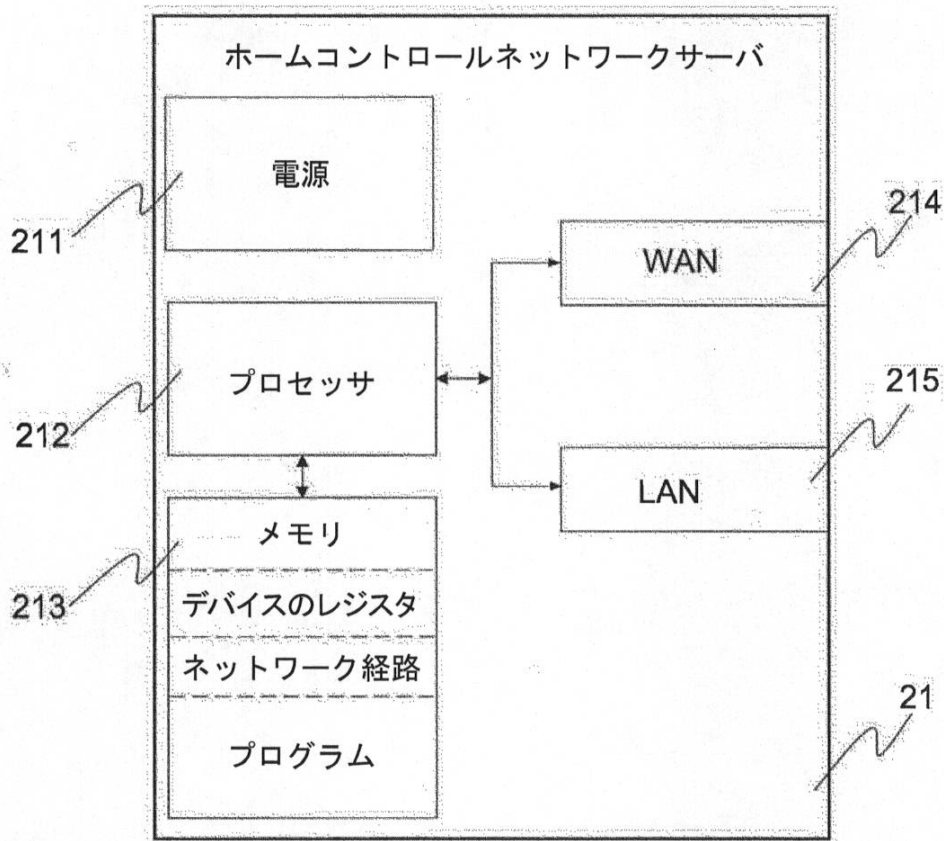 ホームコントロールネットワークサーバ
電源
211
214
WAN
プロセッサ
212
215
LAN
メモリ
213
デバイスのレジスタ
ネットワーク経路
プログラム
21